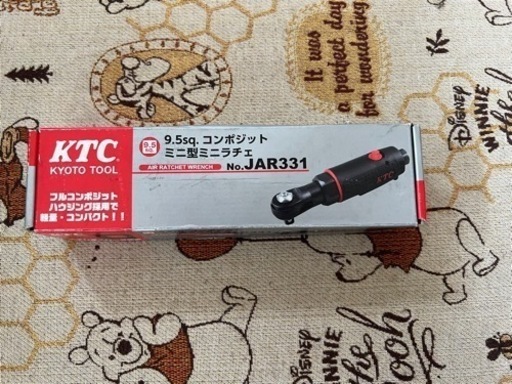 It was
a perfect day
for wondering
DISNEY
WINNIE
KTC
KYOTO TOOL
フルコンポジット
ハウジング採用で
軽量・コンパクト!!
9.5
9.5sq. コンポジット
ミニ型ミニラチェ
AIR RATCHET WRENCH
No.JAR331
KTC
DISNEY
WINNIE
the
Pooh
DISNEY